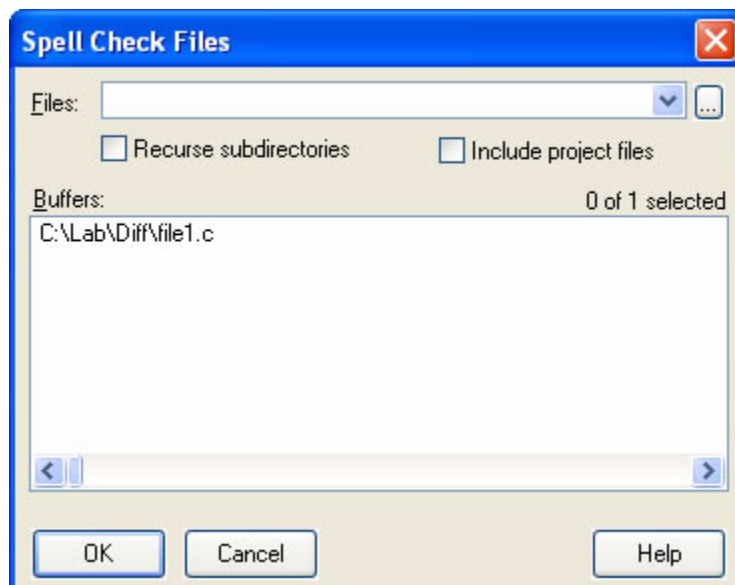 Spell Check Files
Files:
...
Recurse subdirectories Include project files
Buffers: 0 of 1 selected
C:\Lab\Diff\file1.c
OK Cancel Help